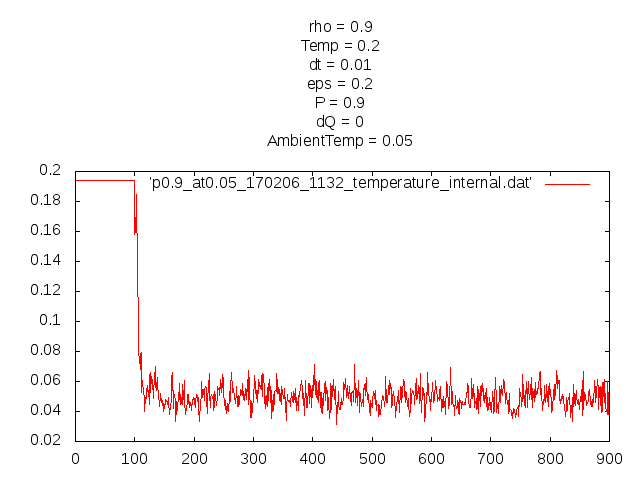 rho = 0.9
Temp = 0.2
dt = 0.01
eps = 0.2
P = 0.9
dQ = 0
AmbientTemp = 0.05
0.2
'p0.9_at0.05_170206_1132_temperature_internal.dat'
0.18
0.16
0.14
0.12
0.1
0.08
0.06
0.04
0.02
0 100 200 300 400 500 600 700 800 900